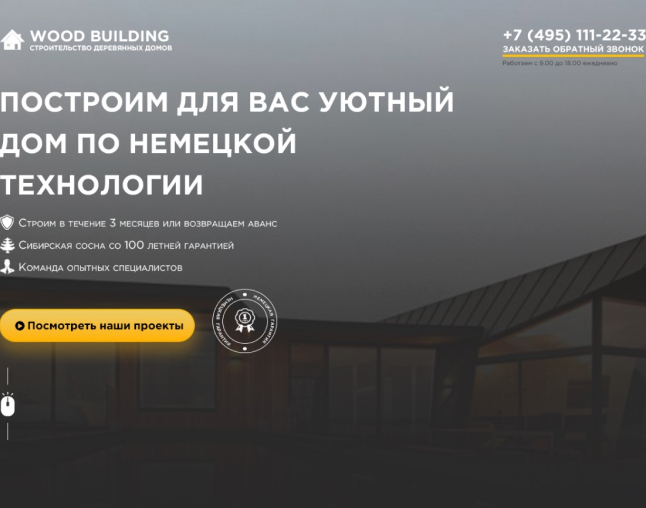 WOOD BUILDING
СТРОИТЕЛЬСТВО ДЕРЕВЯННЫХ ДОМОВ
+7 (495) 111-22-33
ЗАКАЗАТЬ ОБРАТНЫЙ ЗВОНОК
Работаем с 9.00 до 18.00 ежедневно
ПОСТРОИМ ДЛЯ ВАС УЮТНЫЙ
ДОМ ПО НЕМЕЦКОЙ
ТЕХНОЛОГИИ
Строим в течение 3 месяцев или возвращаем аванс
Сибирская сосна со 100 летней гарантией
Команда опытных специалистов
Посмотреть наши проекты
НЕМЕЦКАЯ ГАРАНТИЯ
1